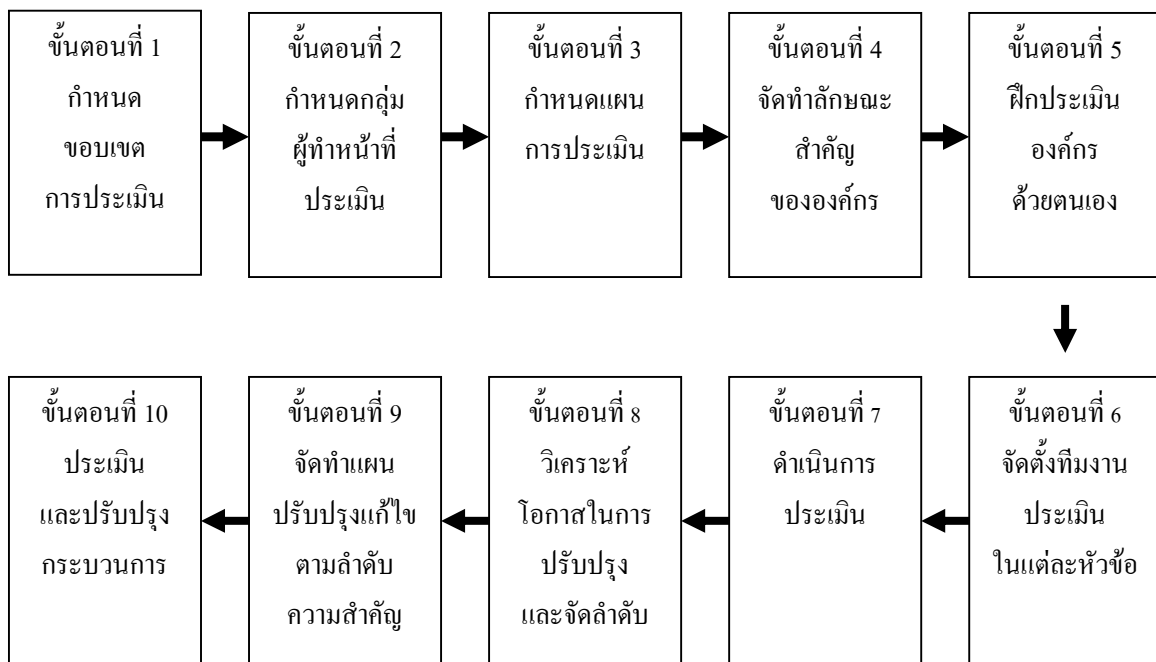 ขั้นตอนที่ 1
กำหนด
ขอบเขต
การประเมิน
ขั้นตอนที่ 2
กำหนดกลุ่ม
ผู้ทำหน้าที่
ประเมิน
ขั้นตอนที่ 3
กำหนดแผน
การประเมิน
ขั้นตอนที่ 4
จัดทำลักษณะ
สำคัญ
ขององค์กร
ขั้นตอนที่ 5
ฝึกประเมิน
องค์กร
ด้วยตนเอง
ขั้นตอนที่ 6
จัดตั้งทีมงาน
ประเมิน
ในแต่ละหัวข้อ
ขั้นตอนที่ 7
ดำเนินการ
ประเมิน
ขั้นตอนที่ 8
วิเคราะห์
โอกาสในการ
ปรับปรุง
และจัดลำดับ
ขั้นตอนที่ 9
จัดทำแผน
ปรับปรุงแก้ไข
ตามลำดับ
ความสำคัญ
ขั้นตอนที่ 10
ประเมิน
และปรับปรุง
กระบวนการ